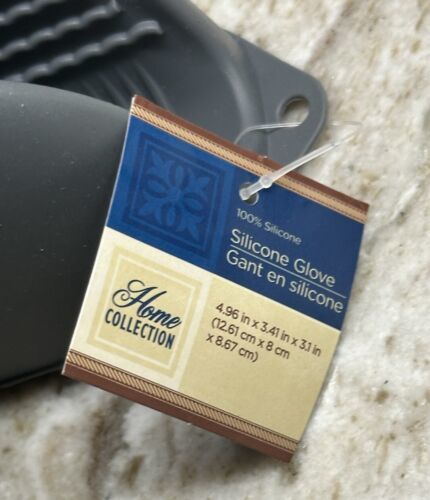 100% Silicone
Silicone Glove
Gant en silicone
Home
COLLECTION
4.96 in x 3.41 in x 3.1 in
(12.61 cm x 8 cm
x 8.67 cm)